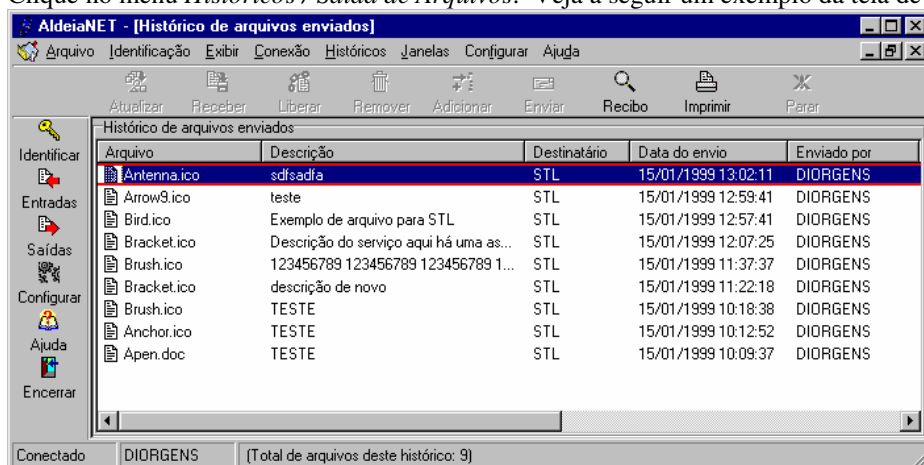 Clique no menu Históricos / Saída de Arquivos. Veja a seguir um exemplo da tela de
AldeiaNET - [Histórico de arquivos enviados]
Arquivo Identificação Exibir Conexão Históricos Janelas Configurar Ajuda
Atualizar Receber Liberar Remover Adicionar Enviar Recibo Imprimir Parar
Identificar
Entradas
Saídas
Configurar
Ajuda
Encerrar
Histórico de arquivos enviados
Arquivo Descrição Destinatário Data do envio Enviado por
Antenna.ico sdfsadfa STL 15/01/1999 13:02:11 DIORGENS
Arrow9.ico teste STL 15/01/1999 12:59:41 DIORGENS
Bird.ico Exemplo de arquivo para STL STL 15/01/1999 12:57:41 DIORGENS
Bracket.ico Descrição do serviço aqui há uma as... STL 15/01/1999 12:07:25 DIORGENS
Brush.ico 123456789 123456789 123456789 1... STL 15/01/1999 11:37:37 DIORGENS
Bracket.ico descrição de novo STL 15/01/1999 11:22:18 DIORGENS
Brush.ico TESTE STL 15/01/1999 10:18:38 DIORGENS
Anchor.ico TESTE STL 15/01/1999 10:12:52 DIORGENS
Apen.doc TESTE STL 15/01/1999 10:09:37 DIORGENS
Conectado DIORGENS (Total de arquivos deste histórico: 9)